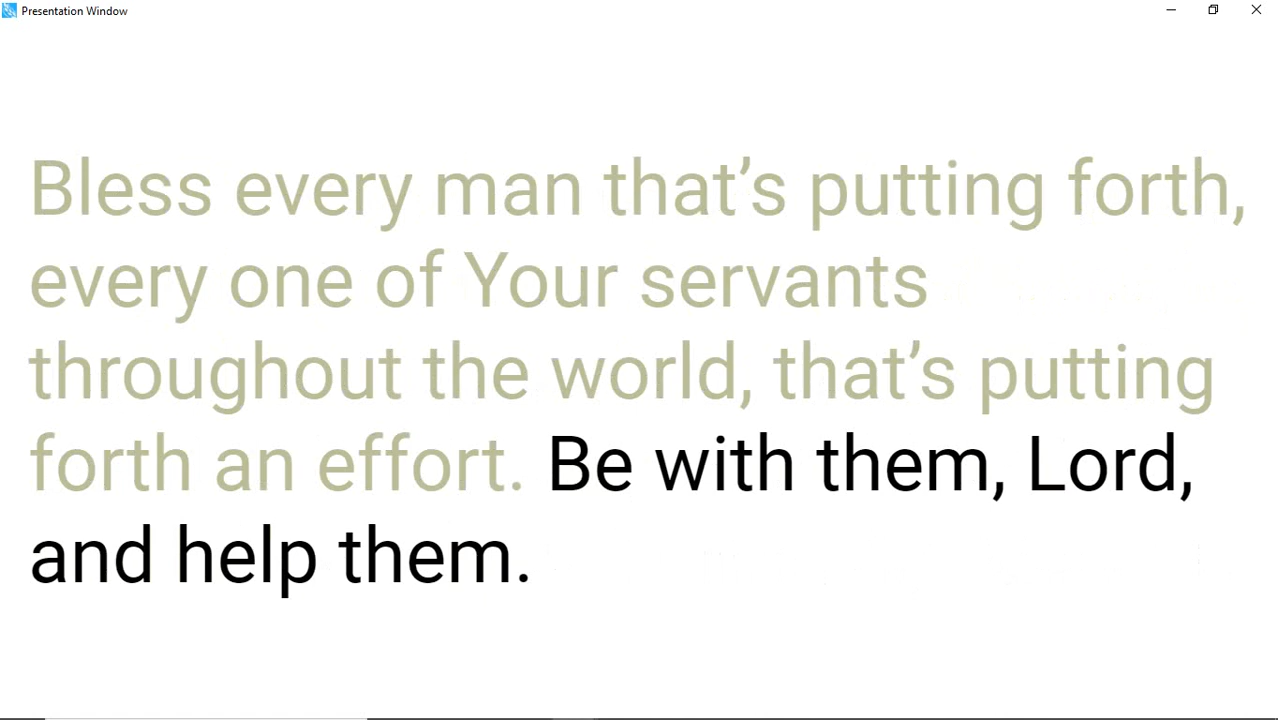 Presentation Window
Bless every man that’s putting forth,
every one of Your servants
throughout the world, that’s putting
forth an effort. Be with them, Lord,
and help them.